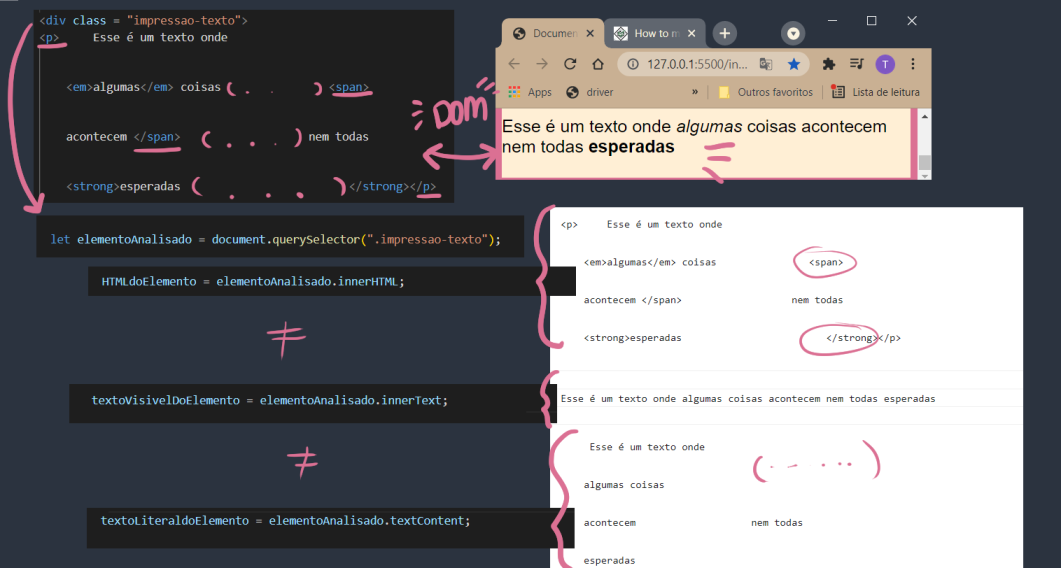 <div class = "impressao-texto">
<p>     Esse é um texto onde
<em>algumas</em> coisas (. . . ) <span>
acontecem </span> (. . . ) nem todas
<strong>esperadas (. . . . )</strong></p>
DOM
Documen
How to m
127.0.0.1:5500/in...
T
Apps
driver
»
Outros favoritos
Lista de leitura
Esse é um texto onde algumas coisas acontecem
nem todas esperadas
let elementoAnalisado = document.querySelector(".impressao-texto");
HTMLdoElemento = elementoAnalisado.innerHTML;
<p>     Esse é um texto onde
<em>algumas</em> coisas                <span>
acontecem </span>                   nem todas
<strong>esperadas                         </strong></p>
≠
textoVisivelDoElemento = elementoAnalisado.innerText;
Esse é um texto onde algumas coisas acontecem nem todas esperadas
≠
textoLiteraldoElemento = elementoAnalisado.textContent;
Esse é um texto onde
algumas coisas (. - . . .)
acontecem                    nem todas
esperadas